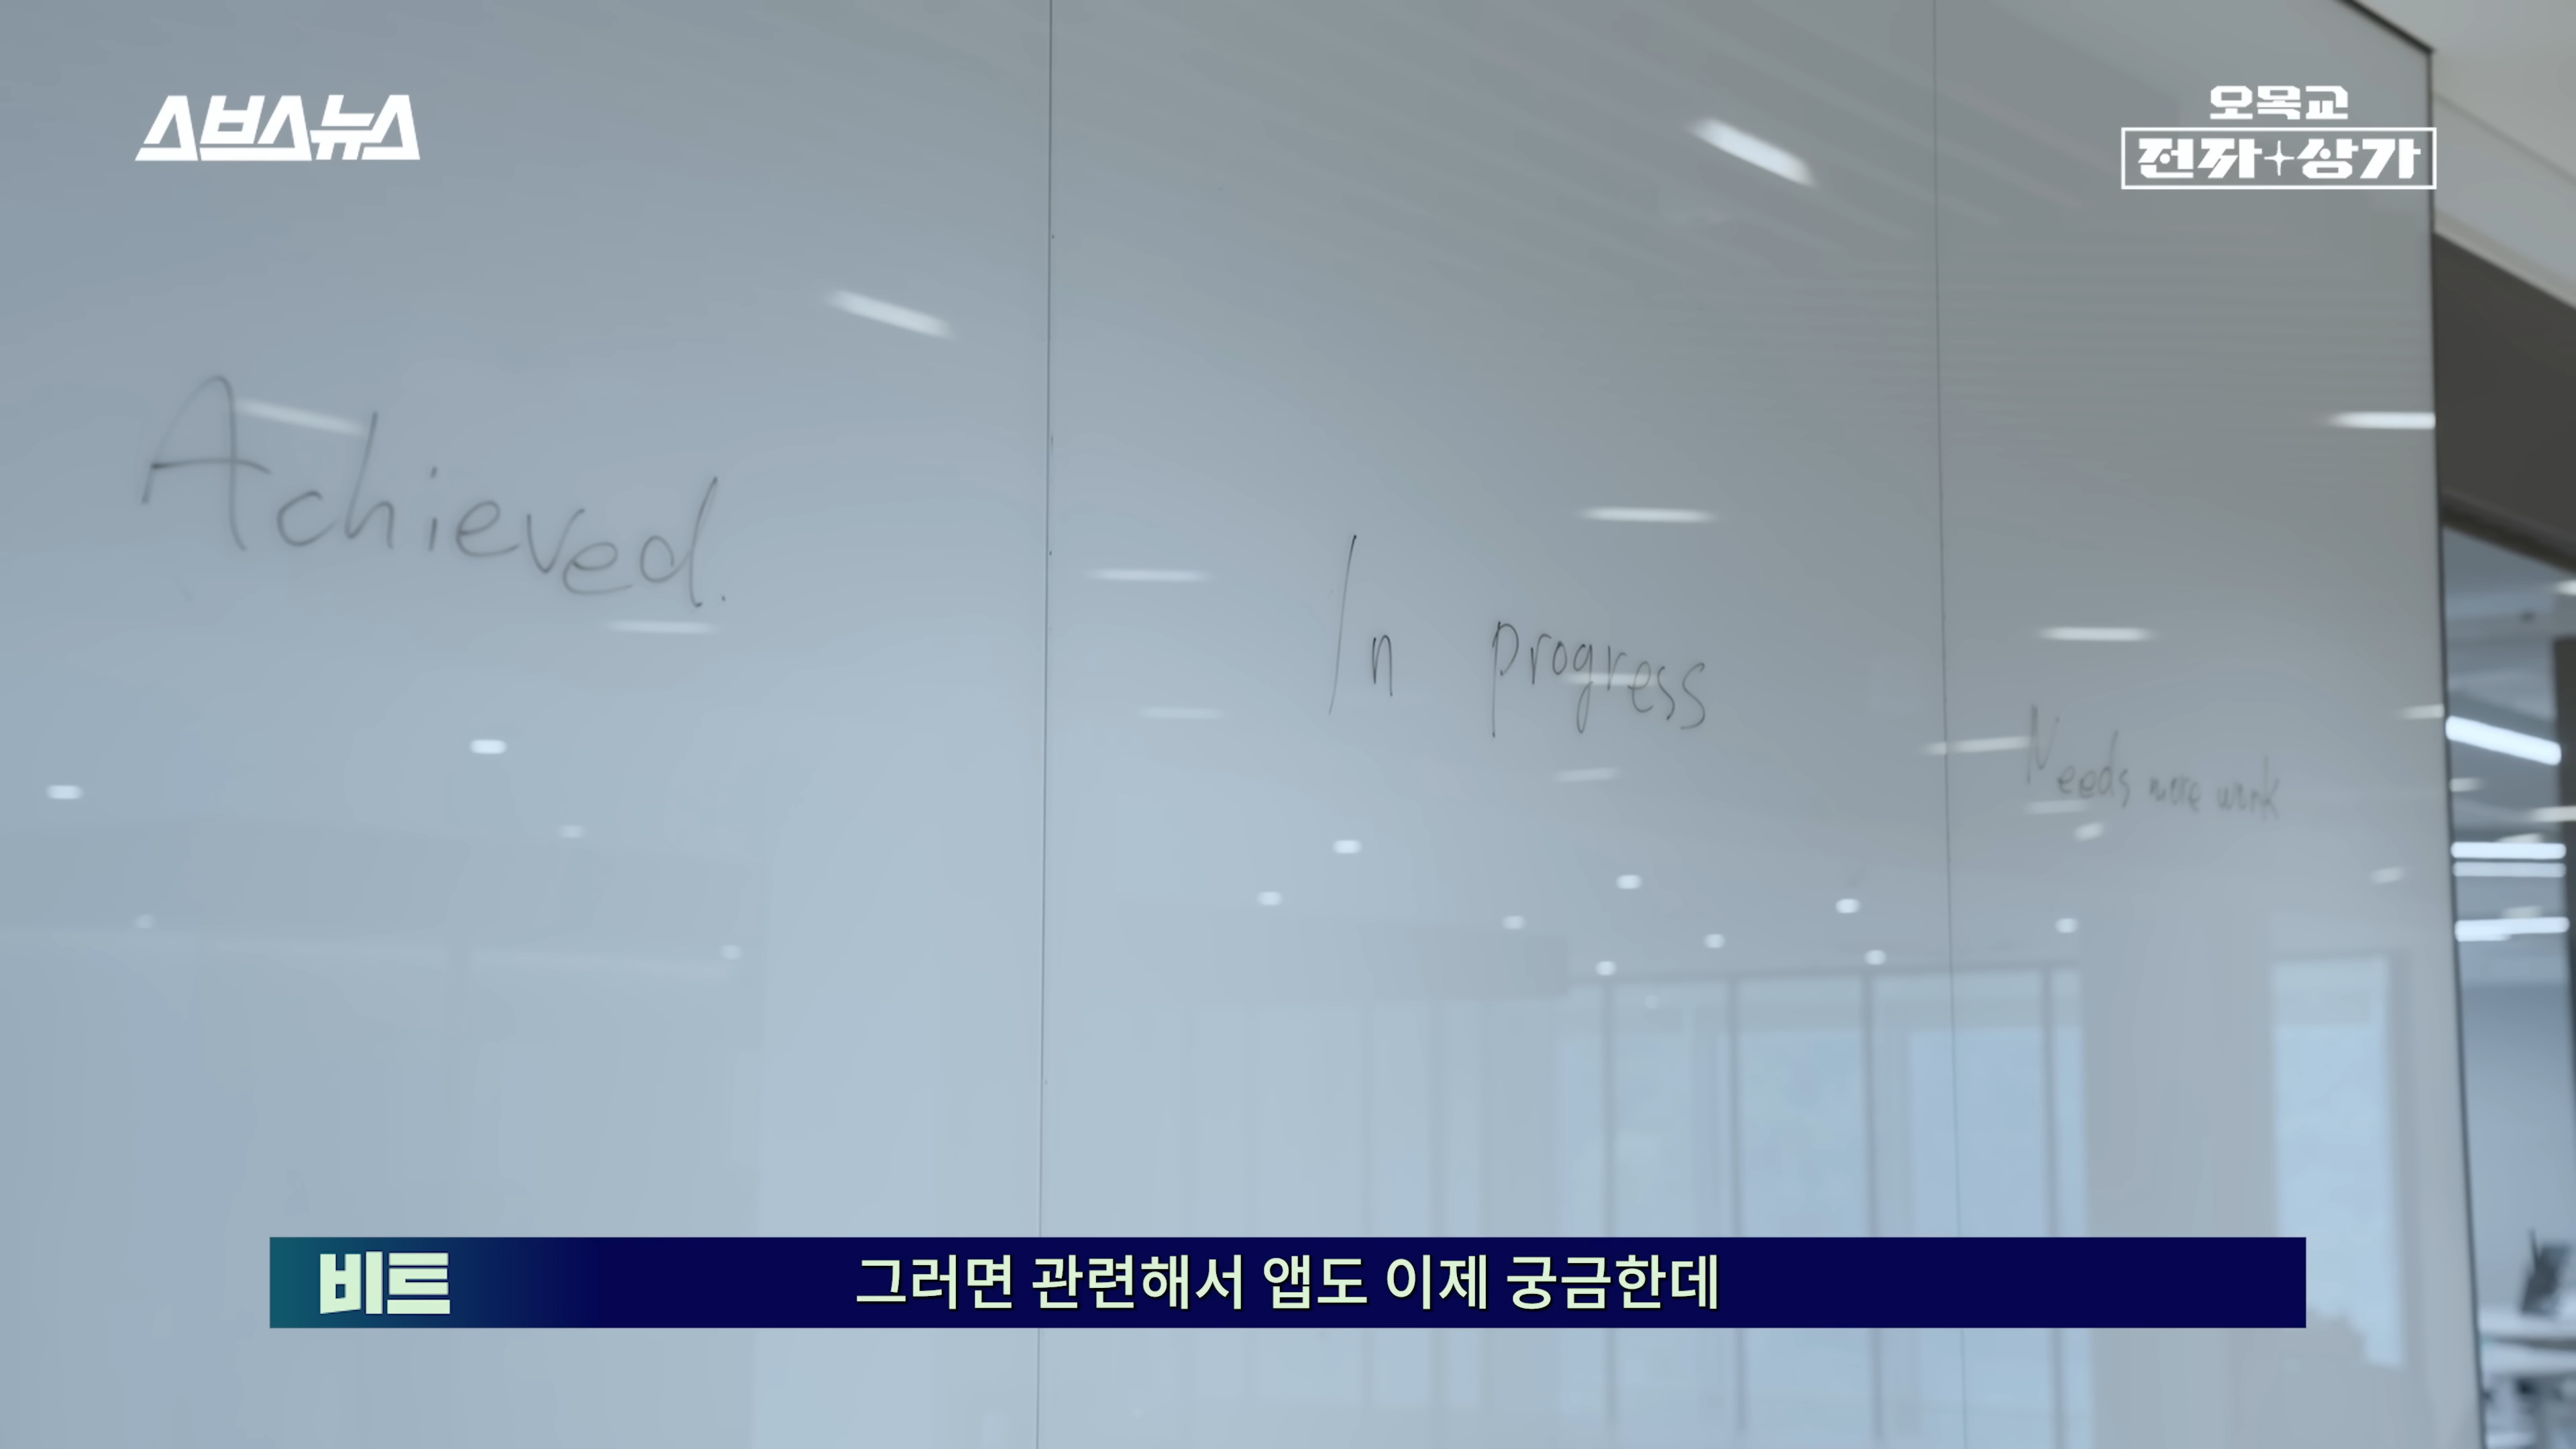 스브스뉴스
오목교
전자상가
Achieved.
In progress
Needs more work
비트
그러면 관련해서 앱도 이제 궁금한데